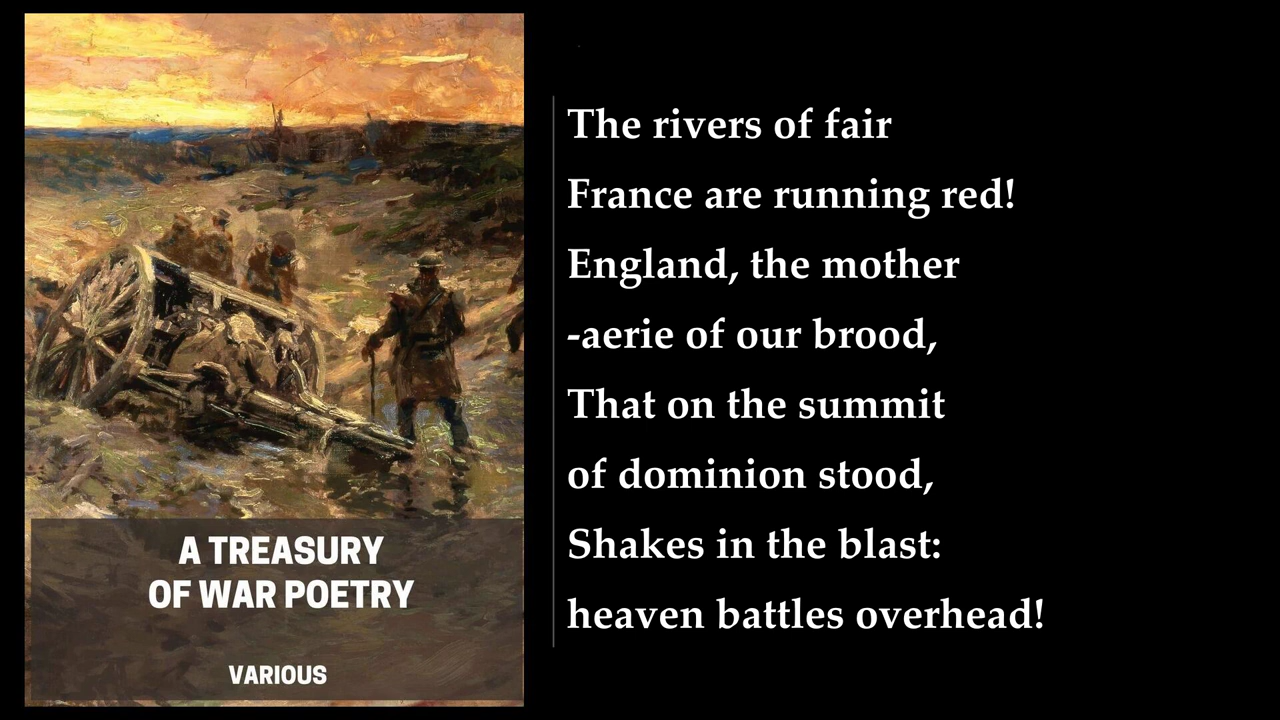 A TREASURY
OF WAR POETRY
VARIOUS
The rivers of fair
France are running red!
England, the mother
-aerie of our brood,
That on the summit
of dominion stood,
Shakes in the blast:
heaven battles overhead!